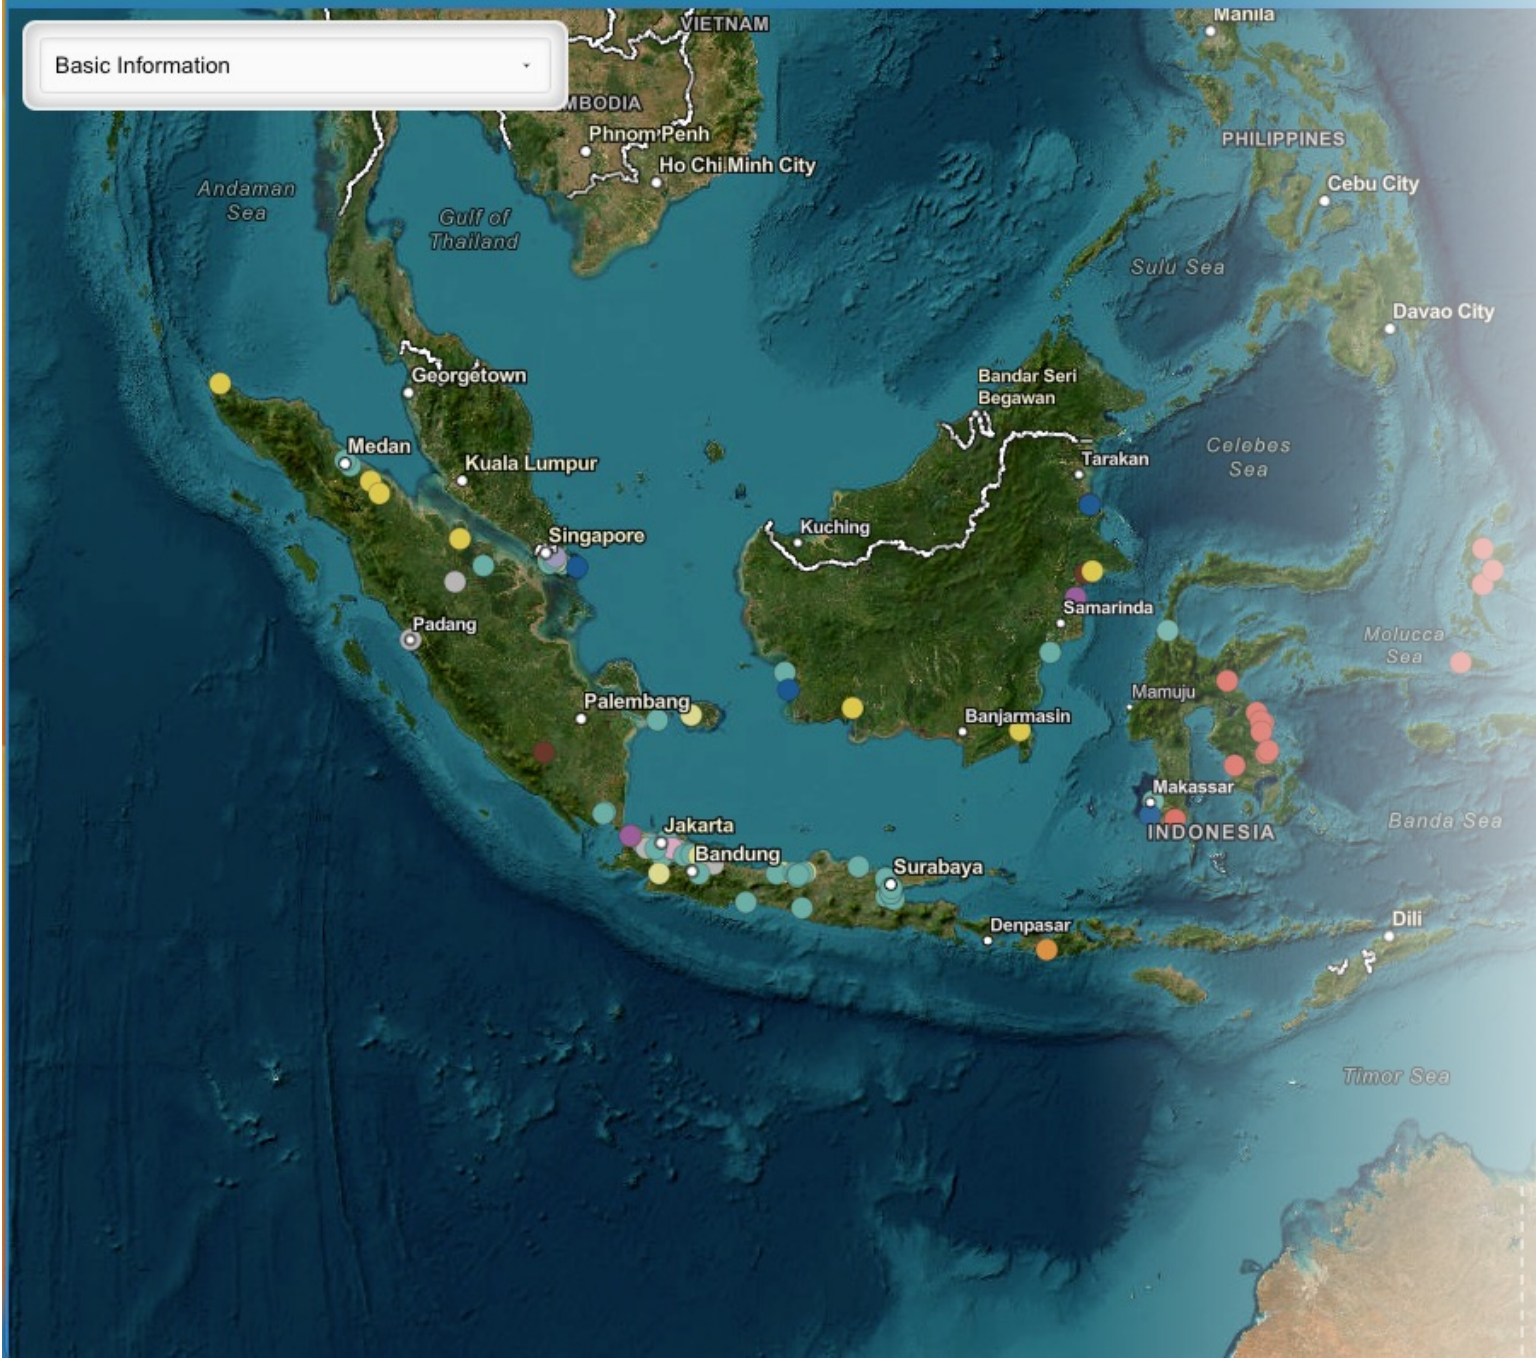 Basic Information
VIETNAM
Manila
MBODIA
Phnom Penh
Ho Chi Minh City
PHILIPPINES
Cebu City
Andaman
Sea
Gulf of
Thailand
Sulu Sea
Davao City
Georgetown
Bandar Seri
Begawan
Medan
Kuala Lumpur
Celebes
Sea
Tarakan
Singapore
Kuching
Padang
Samarinda
Molucca
Sea
Palembang
Mamuju
Banjarmasin
Makassar
Jakarta
INDONESIA
Banda Sea
Bandung
Surabaya
Denpasar
Dili
Timor Sea